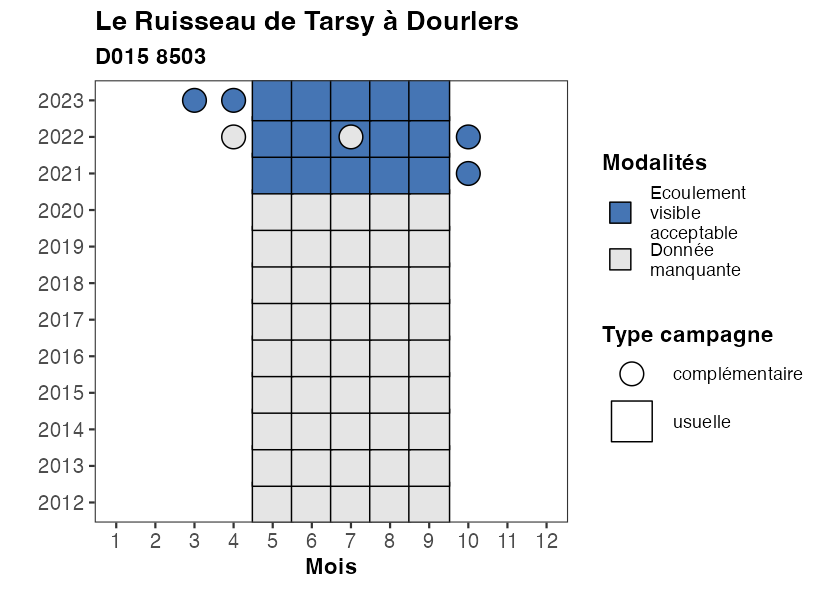 Le Ruisseau de Tarsy à Dourlers
D015 8503
2023
2022
2021
2020
2019
2018
2017
2016
2015
2014
2013
2012
1 2 3 4 5 6 7 8 9 10 11 12
Mois
Modalités
Ecoulement
visible
acceptable
Donnée
manquante
Type campagne
complémentaire
usuelle